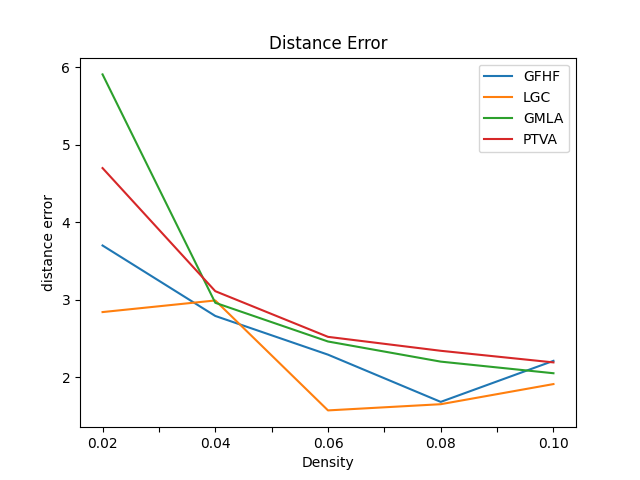 Distance Error
GFHF
LGC
GMLA
PTVA
6
5
4
3
2
distance error
0.02 0.04 0.06 0.08 0.10
Density